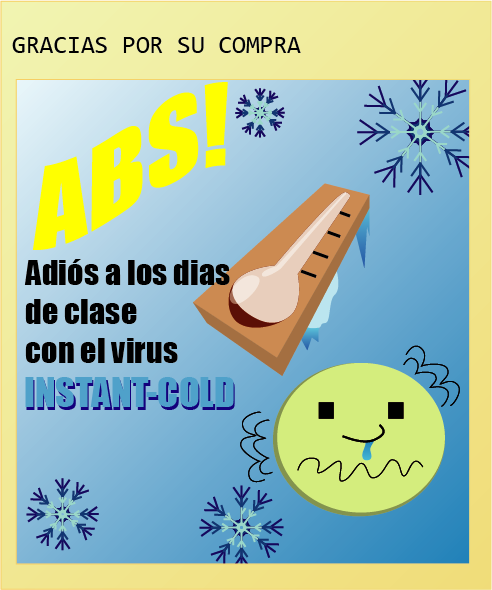 GRACIAS POR SU COMPRA
ABS!
Adiós a los dias
de clase
con el virus
INSTANT-COLD